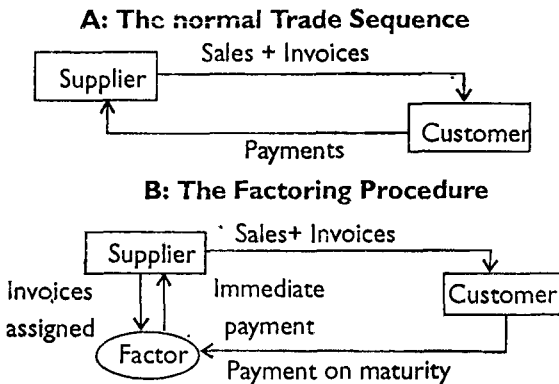 A: The normal Trade Sequence
Sales + Invoices
Supplier
Customer
Payments
B: The Factoring Procedure
Sales+ Invoices
Supplier
Invoices
assigned
Immediate
payment
Customer
Factor
Payment on maturity